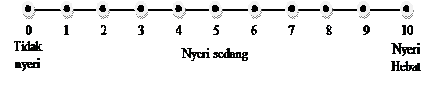 0 1 2 3 4 5 6 7 8 9 10
Tidak nyeri
Nyeri sedang
Nyeri Hebat